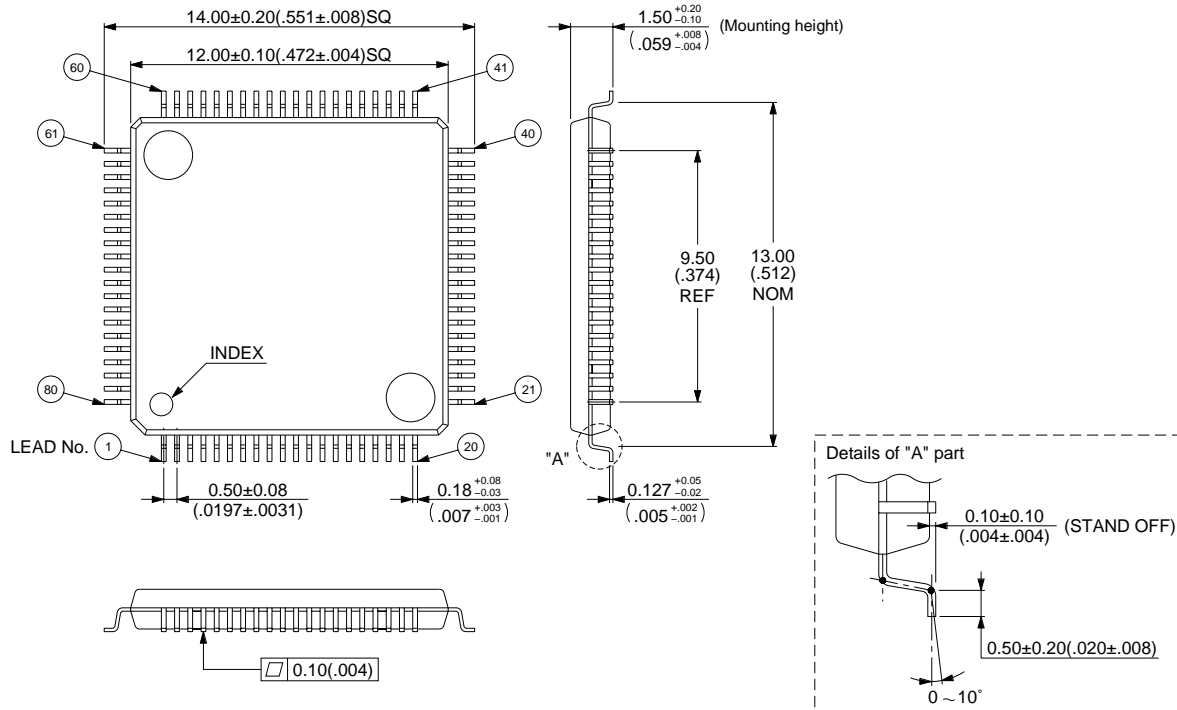 14.00±0.20(.551±.008)SQ
12.00±0.10(.472±.004)SQ
1.50 +0.20 -0.10
(.059 +.008 -.004)
(Mounting height)
60
41
61
40
9.50
(.374)
REF
13.00
(.512)
NOM
INDEX
80
21
LEAD No.
1
20
"A"
0.50±0.08
(.0197±.0031)
0.18 +0.08 -0.03
(.007 +.003 -.001)
0.127 +0.05 -0.02
(.005 +.002 -.001)
Details of "A" part
0.10±0.10
(.004±.004)
(STAND OFF)
0.50±0.20(.020±.008)
0 ~ 10°
0.10(.004)